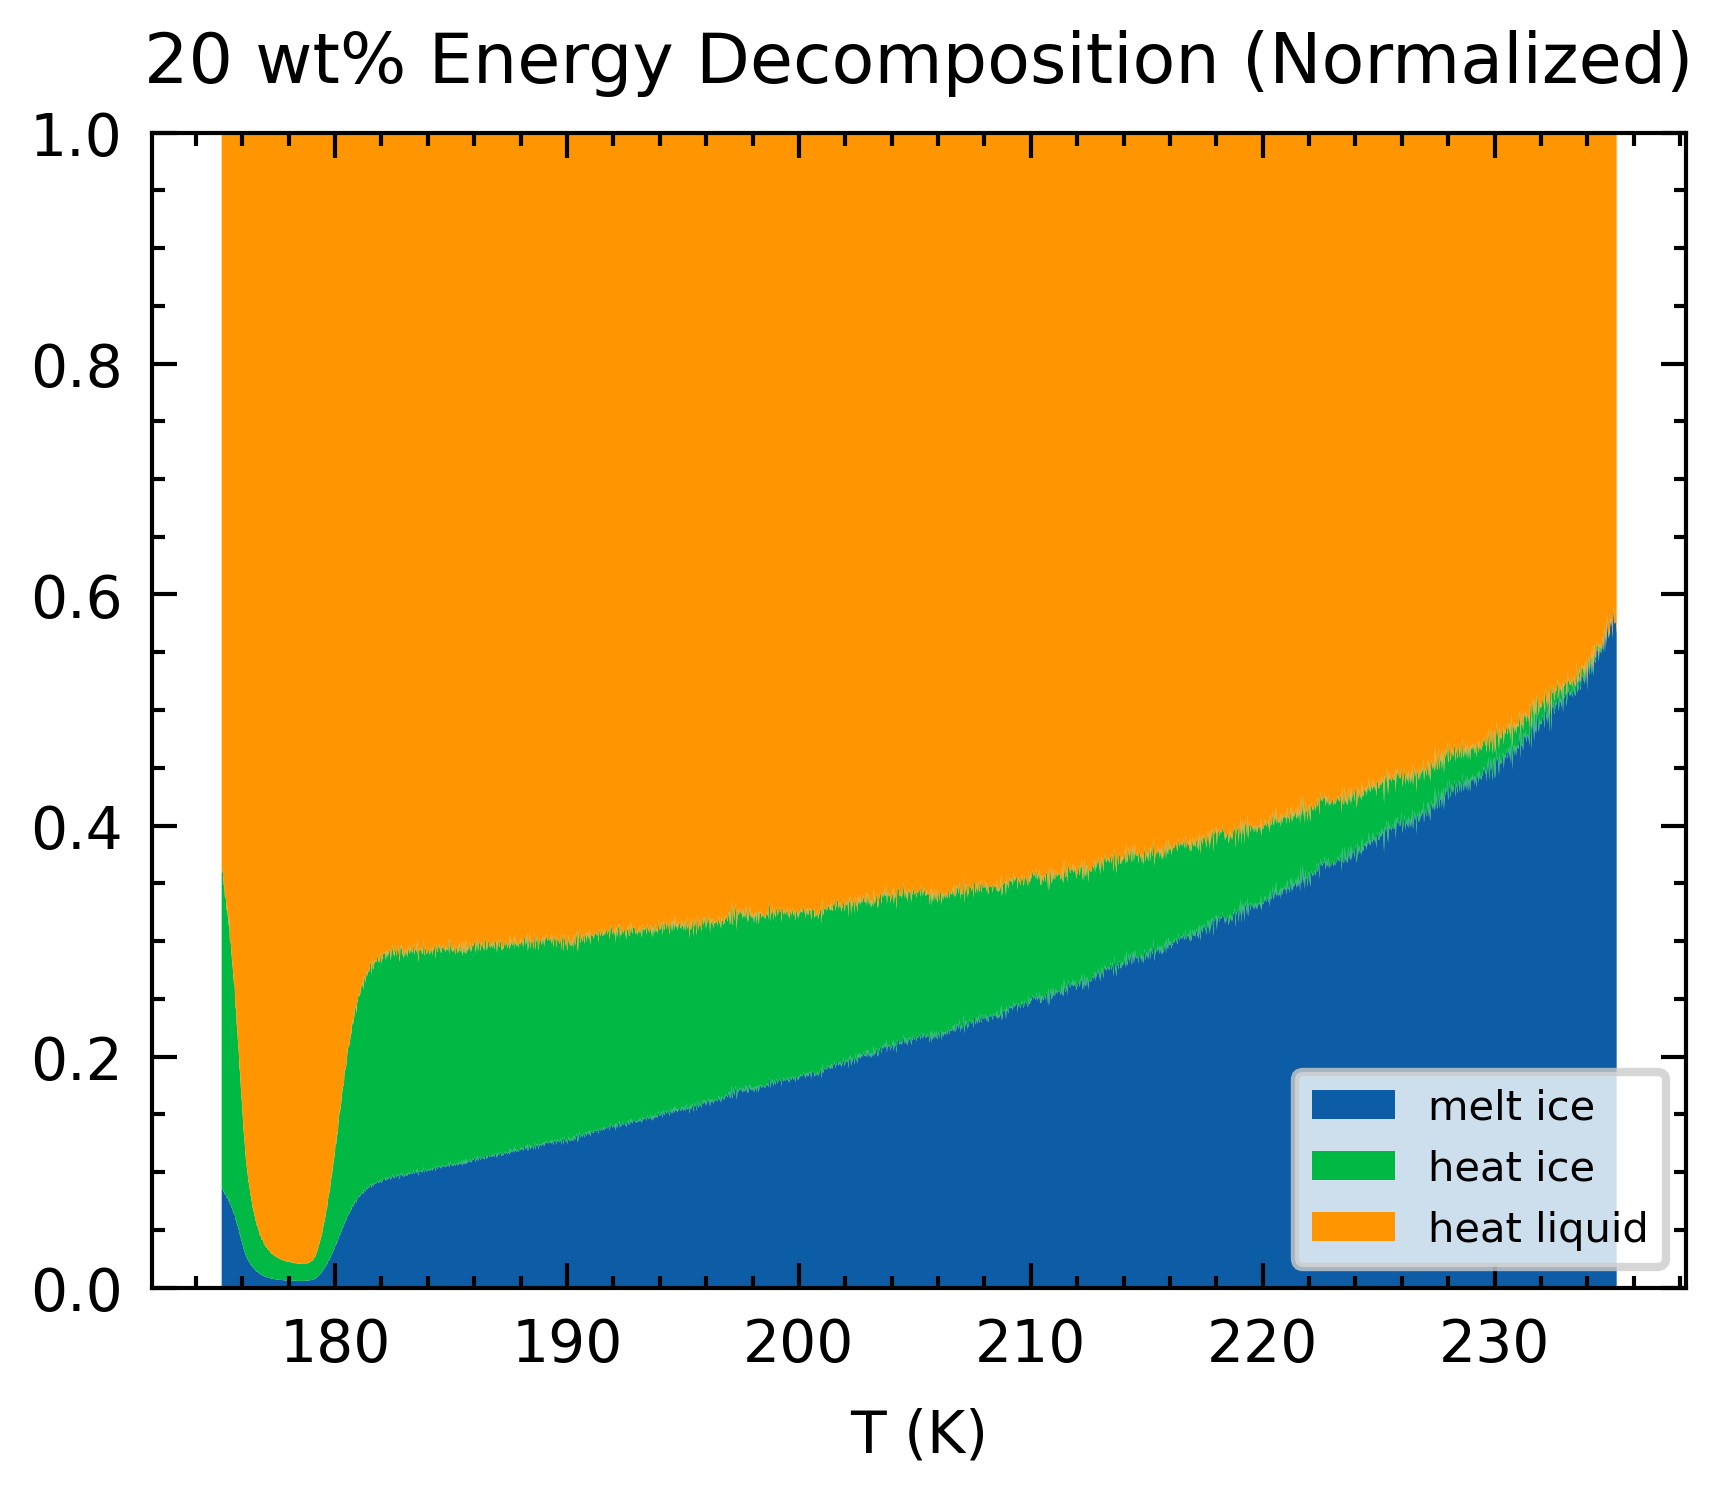 20 wt% Energy Decomposition (Normalized)
1.0
0.8
0.6
0.4
0.2
0.0
melt ice
heat ice
heat liquid
180 190 200 210 220 230
T (K)